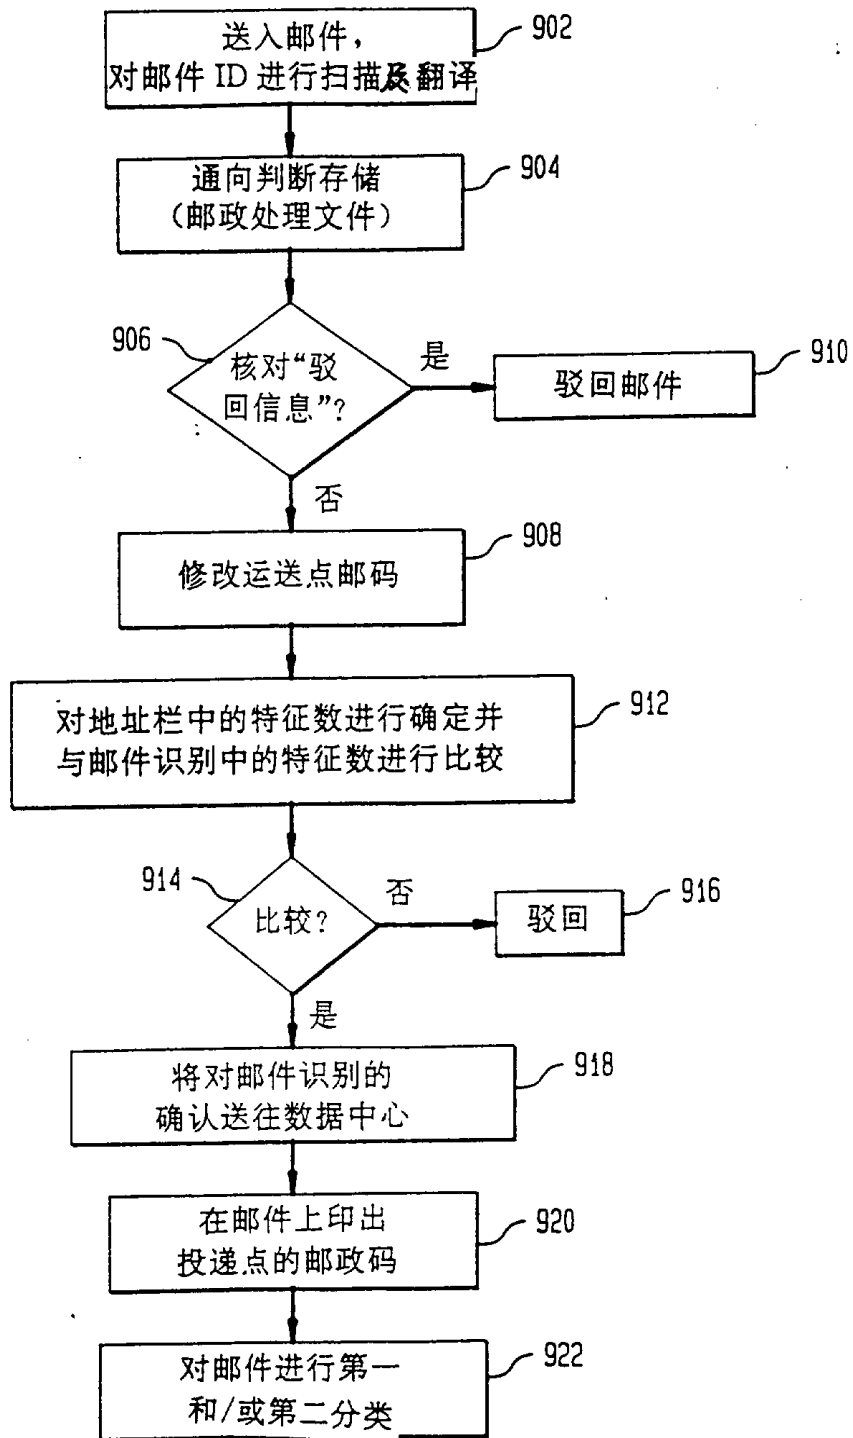 送入邮件，
对邮件 ID 进行扫描及翻译
902
通向判断存储
（邮政处理文件）
904
906
核对“驳
回信息”？
是
驳回邮件
910
否
修改运送点邮码
908
对地址栏中的特征数进行确定并
与邮件识别中的特征数进行比较
912
914
比较？
否
驳回
916
是
将对邮件识别的
确认送往数据中心
918
在邮件上印出
投递点的邮政码
920
对邮件进行第一
和/或第二分类
922